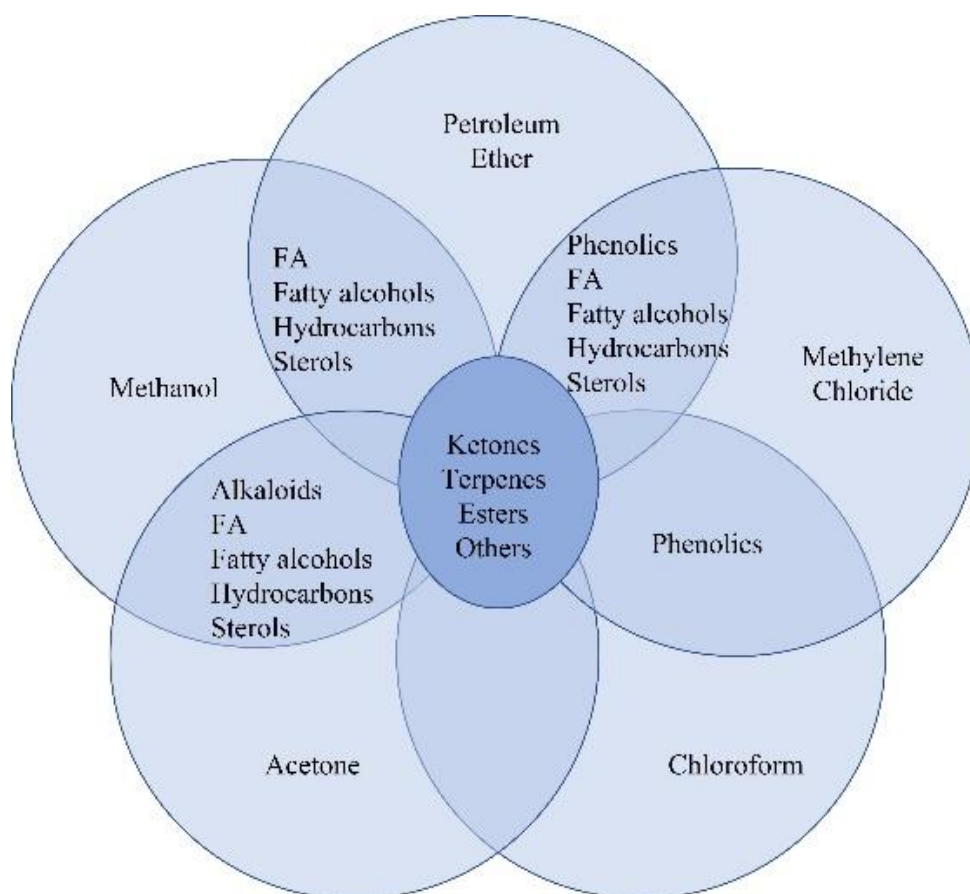 Petroleum
Ether
FA
Fatty alcohols
Hydrocarbons
Sterols
Phenolics
FA
Fatty alcohols
Hydrocarbons
Sterols
Methanol
Methylene
Chloride
Ketones
Terpenes
Esters
Others
Alkaloids
FA
Fatty alcohols
Hydrocarbons
Sterols
Phenolics
Acetone
Chloroform